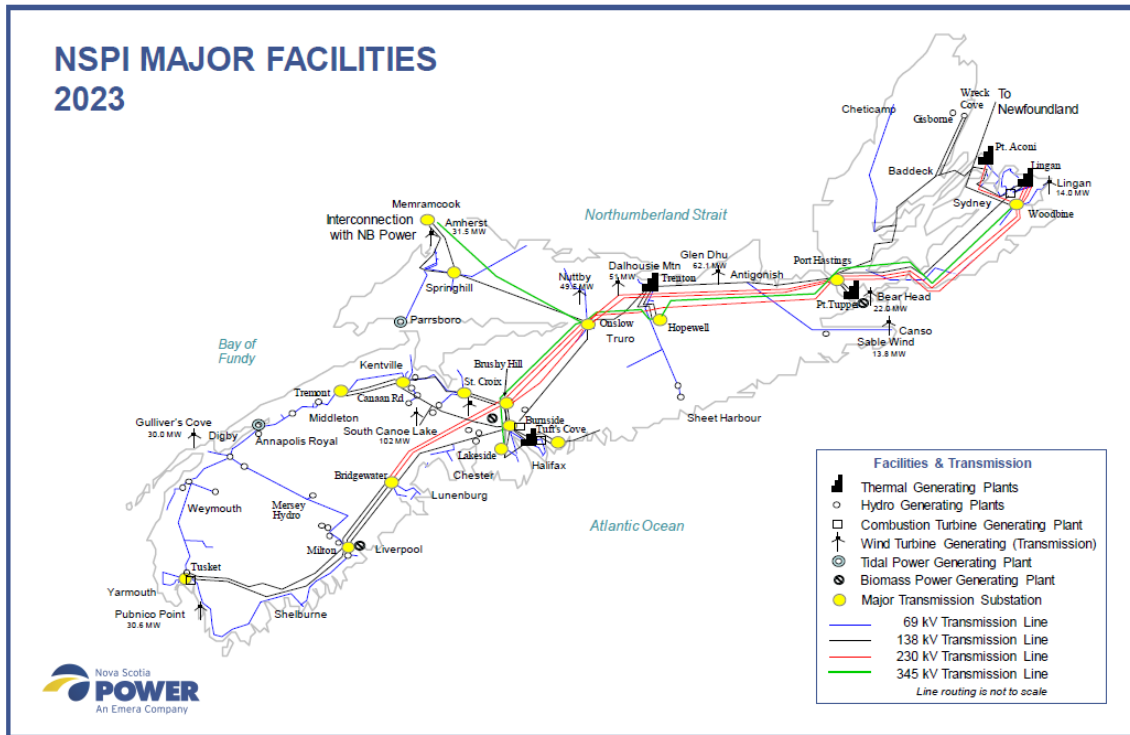 NSPI MAJOR FACILITIES
2023
Cheticamp
Wreck
Cove
To
Newfoundland
Gisborne
Pt. Aconi
Baddeck
Lingan
Lingan
14.0 MW
Sydney
Woodbine
Memramcook
Interconnection
with NB Power
Amherst
31.5 MW
Northumberland Strait
Springhill
Nuttby
49.5 MW
Dalhousie Mtn
51 MW
Trenton
Glen Dhu
62.1 MW
Antigonish
Port Hastings
Pt. Tupper
Bear Head
22.0 MW
Canso
Sable Wind
13.8 MW
Parrsboro
Onslow
Truro
Hopewell
Bay of
Fundy
Kentville
Brushy Hill
St. Croix
Tremont
Canaan Rd
Middleton
South Canoe Lake
102 MW
Burnside
Tuft's Cove
Sheet Harbour
Gulliver's Cove
30.0 MW
Digby
Annapolis Royal
Lakeside
Halifax
Chester
Bridgewater
Lunenburg
Weymouth
Mersey
Hydro
Atlantic Ocean
Milton
Liverpool
Tusket
Yarmouth
Pubnico Point
30.6 MW
Shelburne
Facilities & Transmission
Thermal Generating Plants
Hydro Generating Plants
Combustion Turbine Generating Plant
Wind Turbine Generating (Transmission)
Tidal Power Generating Plant
Biomass Power Generating Plant
Major Transmission Substation
69 kV Transmission Line
138 kV Transmission Line
230 kV Transmission Line
345 kV Transmission Line
Line routing is not to scale
Nova Scotia
POWER
An Emera Company